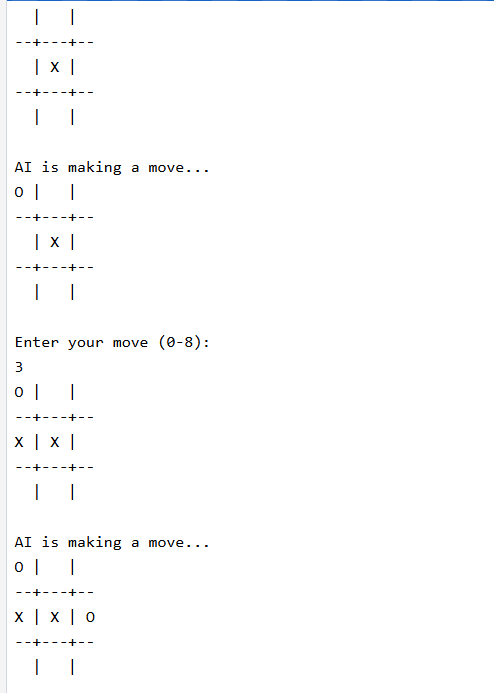 |   |
--+---+--
  | X |
--+---+--
  |   |

AI is making a move...
O |   |
--+---+--
  | X |
--+---+--
  |   |

Enter your move (0-8):
3
O |   |
--+---+--
X | X |
--+---+--
  |   |

AI is making a move...
O |   |
--+---+--
X | X | O
--+---+--
  |   |